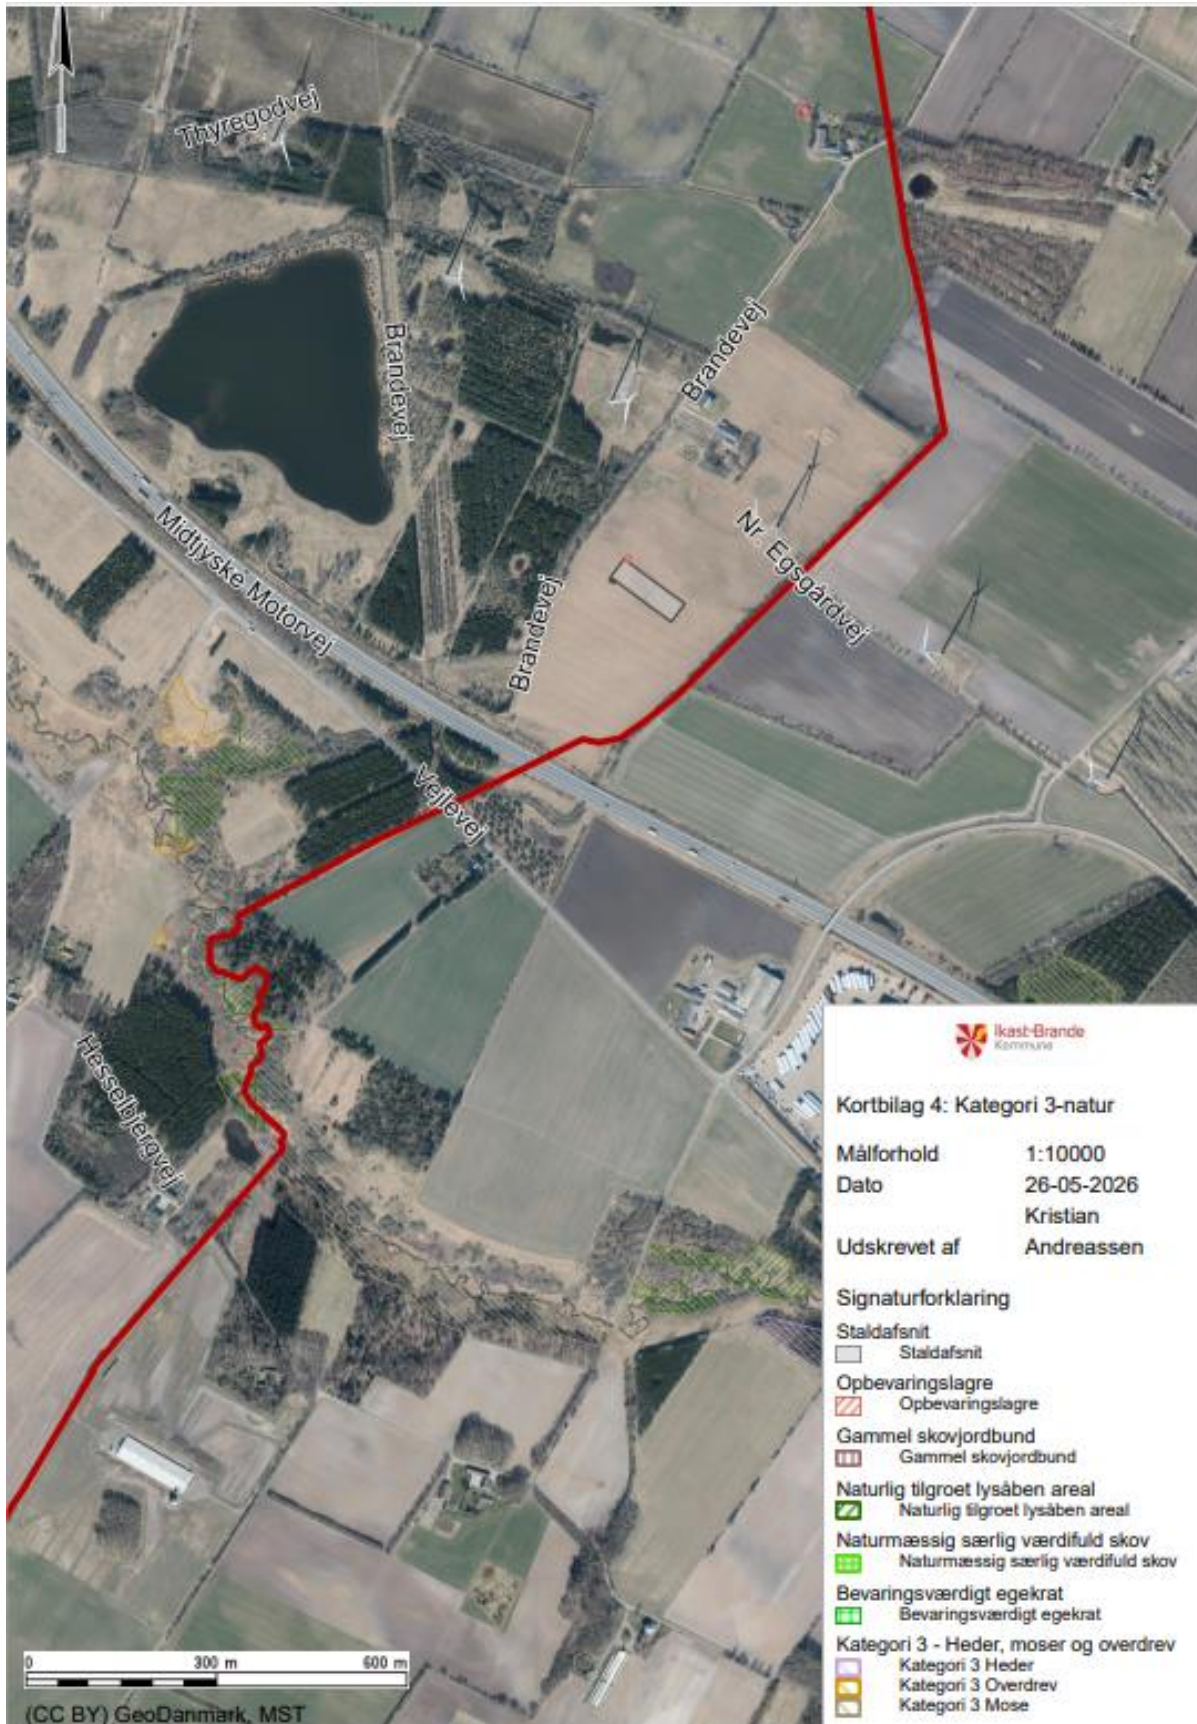 Thyregodvej
Brandevej
Brandevej
Nr. Egsgårdvej
Midtjyske Motorvej
Brandevej
Vejlevej
Hesselbjergvej
Ikast-Brande
Kommune
Kortbilag 4: Kategori 3-natur
Målforhold 1:10000
Dato 26-05-2026
Kristian
Udskrevet af Andreassen
Signaturforklaring
Staldafsnit
Staldafsnit
Opbevaringslagre
Opbevaringslagre
Gammel skovjordbund
Gammel skovjordbund
Naturlig tilgroet lysåben areal
Naturlig tilgroet lysåben areal
Naturmæssig særlig værdifuld skov
Naturmæssig særlig værdifuld skov
Bevaringsværdigt egekrat
Bevaringsværdigt egekrat
Kategori 3 - Heder, moser og overdrev
Kategori 3 Heder
Kategori 3 Overdrev
Kategori 3 Mose
0 300 m 600 m
(CC BY) GeoDanmark, MST